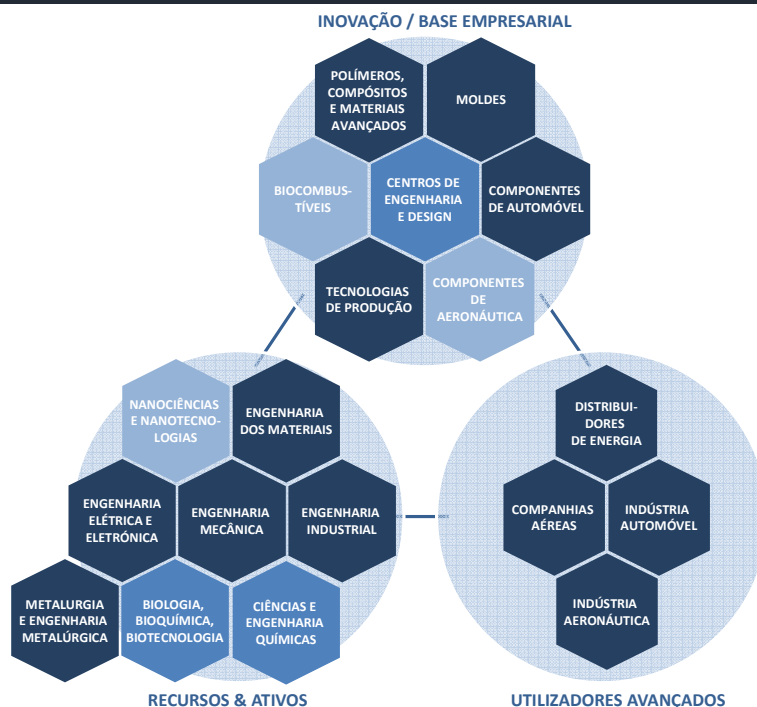 INOVAÇÃO / BASE EMPRESARIAL
POLÍMEROS,
COMPÓSITOS
E MATERIAIS
AVANÇADOS
MOLDES
BIOCOMBUS-
TÍVEIS
CENTROS DE
ENGENHARIA
E DESIGN
COMPONENTES
DE AUTOMÓVEL
TECNOLOGIAS
DE PRODUÇÃO
COMPONENTES
DE
AERONÁUTICA
NANOCIÊNCIAS
E NANOTECNO-
LOGIAS
ENGENHARIA
DOS MATERIAIS
ENGENHARIA
ELÉTRICA E
ELETRÓNICA
ENGENHARIA
MECÂNICA
ENGENHARIA
INDUSTRIAL
METALURGIA
E ENGENHARIA
METALÚRGICA
BIOLOGIA,
BIOQUÍMICA,
BIOTECNOLOGIA
CIÊNCIAS E
ENGENHARIA
QUÍMICAS
RECURSOS & ATIVOS
DISTRIBUI-
DORES
DE ENERGIA
COMPANHIAS
AÉREAS
INDÚSTRIA
AUTOMÓVEL
INDÚSTRIA
AERONÁUTICA
UTILIZADORES AVANÇADOS